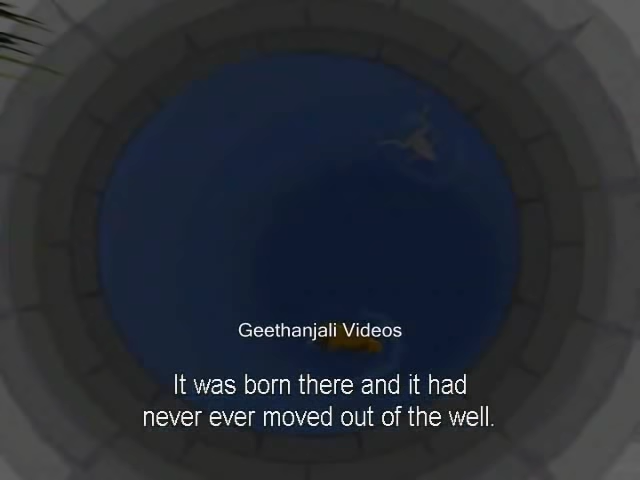 Geethanjali Videos
It was born there and it had
never ever moved out of the well.